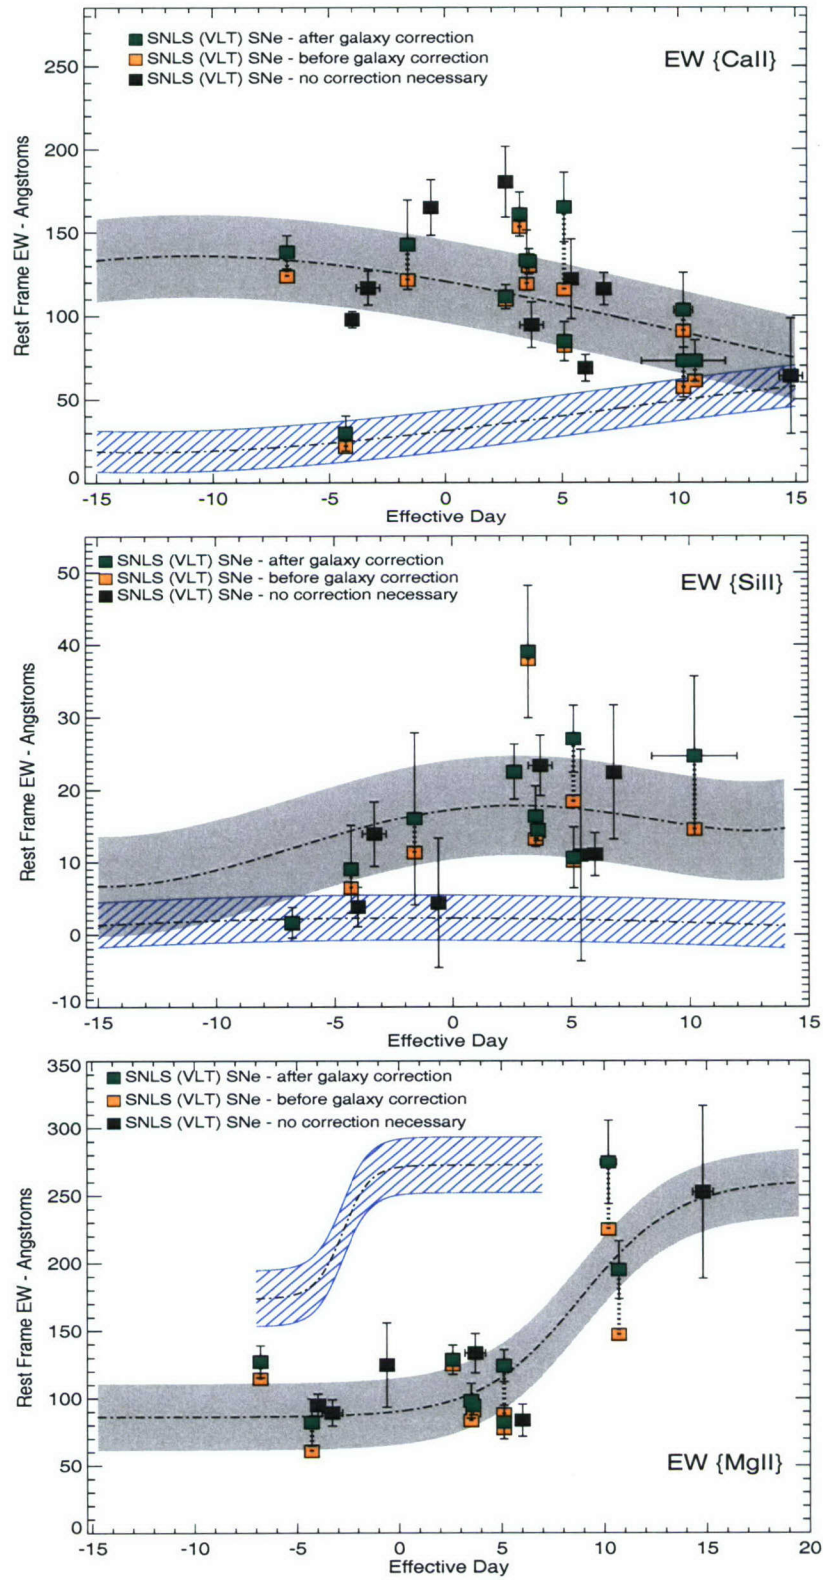 SNLS (VLT) SNe - after galaxy correction
SNLS (VLT) SNe - before galaxy correction
SNLS (VLT) SNe - no correction necessary
EW {CaII}
Rest Frame EW - Angstroms
250
200
150
100
50
0
-15 -10 -5 0 5 10 15
Effective Day
SNLS (VLT) SNe - after galaxy correction
SNLS (VLT) SNe - before galaxy correction
SNLS (VLT) SNe - no correction necessary
EW {SiII}
Rest Frame EW - Angstroms
50
40
30
20
10
0
-10
-15 -10 -5 0 5 10 15
Effective Day
SNLS (VLT) SNe - after galaxy correction
SNLS (VLT) SNe - before galaxy correction
SNLS (VLT) SNe - no correction necessary
EW {MgII}
Rest Frame EW - Angstroms
350
300
250
200
150
100
50
0
-15 -10 -5 0 5 10 15 20
Effective Day